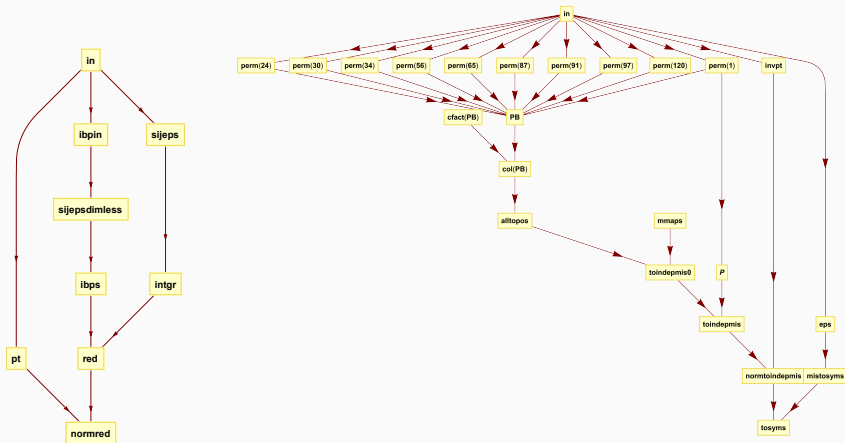 in
ibpin
sijeps
sijepsdimless
ibps
intgr
pt
red
normred
in
perm(24)
perm(30)
perm(34)
perm(56)
perm(65)
perm(87)
perm(91)
perm(97)
perm(120)
perm(1)
invpt
cfact(PB)
PB
col(PB)
alltopos
mmaps
toindepmis0
P
toindepmis
eps
normtoindepmis
mistosyms
tosyms